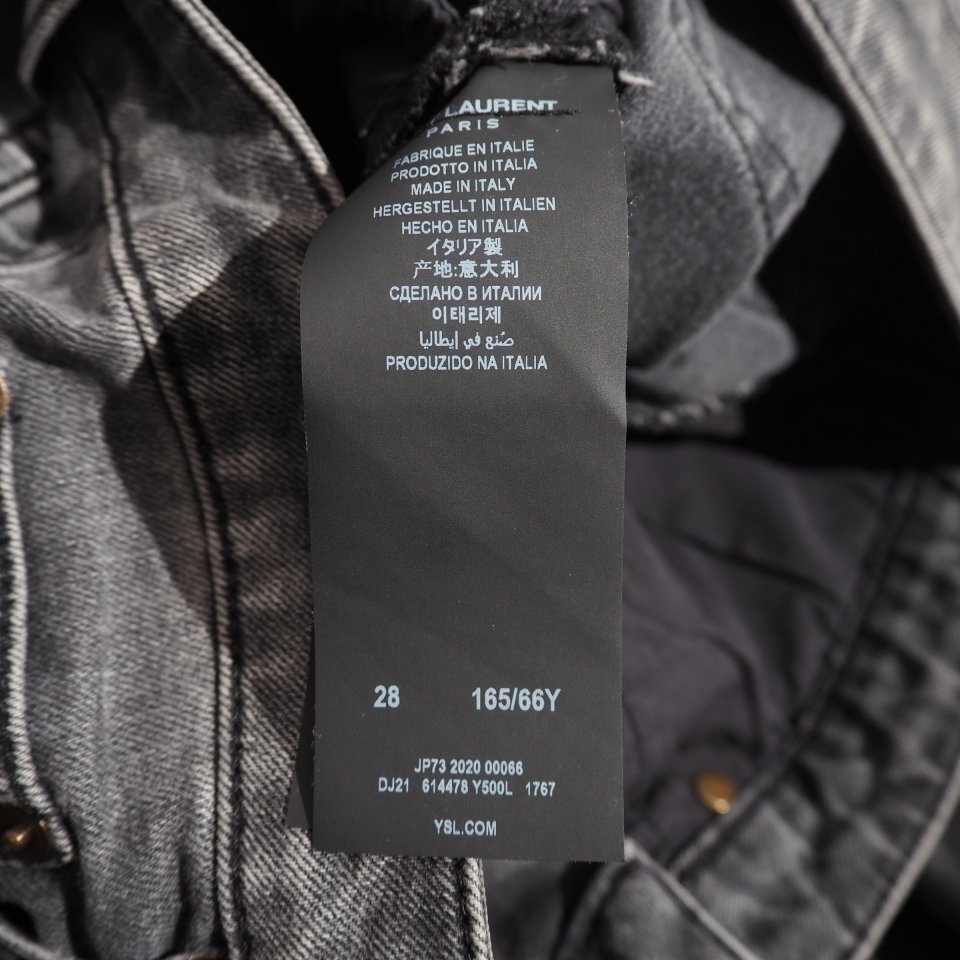 LAURENT
PARIS
FABRIQUE EN ITALIE
PRODOTTO IN ITALIA
MADE IN ITALY
HERGESTELLT IN ITALIEN
HECHO EN ITALIA
イタリア製
产地:意大利
СДЕЛАНО В ИТАЛИИ
이태리제
صُنع في إيطاليا
PRODUZIDO NA ITALIA
28 165/66Y
JP73 2020 00066
DJ21 614478 Y500L 1767
YSL.COM